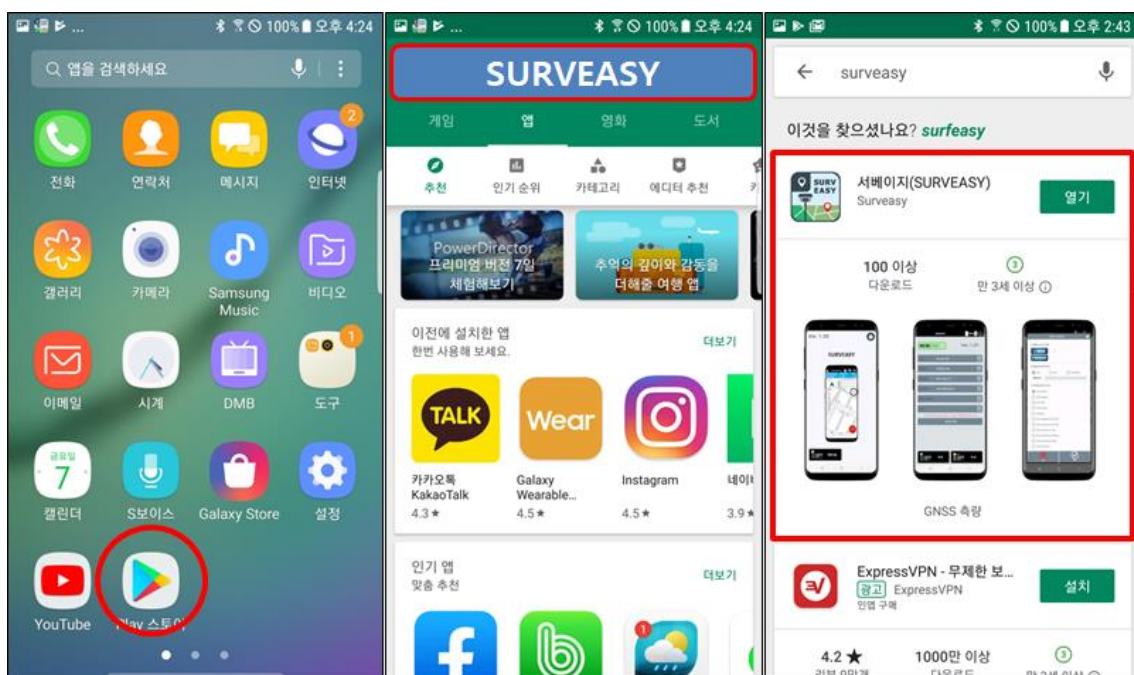 ... 100% 오후 4:24
앱을 검색하세요
2
전화
연락처
메시지
인터넷
갤러리
카메라
Samsung
Music
비디오
1
이메일
시계
DMB
도구
금요일
7
캘린더
S보이스
Galaxy Store
설정
YouTube
Play 스토어
... 100% 오후 4:24
SURVEASY
게임
앱
영화
도서
추천
인기 순위
카테고리
에디터 추천
PowerDirector
프리미엄 버전 7일
체험해보기
추억의 깊이와 감동을
더해줄 여행 앱
이전에 설치한 앱
더보기
한번 사용해 보세요.
TALK
Wear
카카오톡
KakaoTalk
4.3★
Galaxy
Wearable...
4.5★
Instagram
4.5★
3.9★
인기 앱
더보기
맞춤 추천
1
100% 오후 2:43
surveasy
이것을 찾으셨나요? surfeasy
SURV
EASY
서베이지(SURVEASY)
Surveasy
열기
100 이상
다운로드
3
만 3세 이상
SURVEASY
GNSS 측량
ExpressVPN - 무제한 보...
광고 ExpressVPN
인앱 구매
설치
4.2 ★
1000만 이상
3